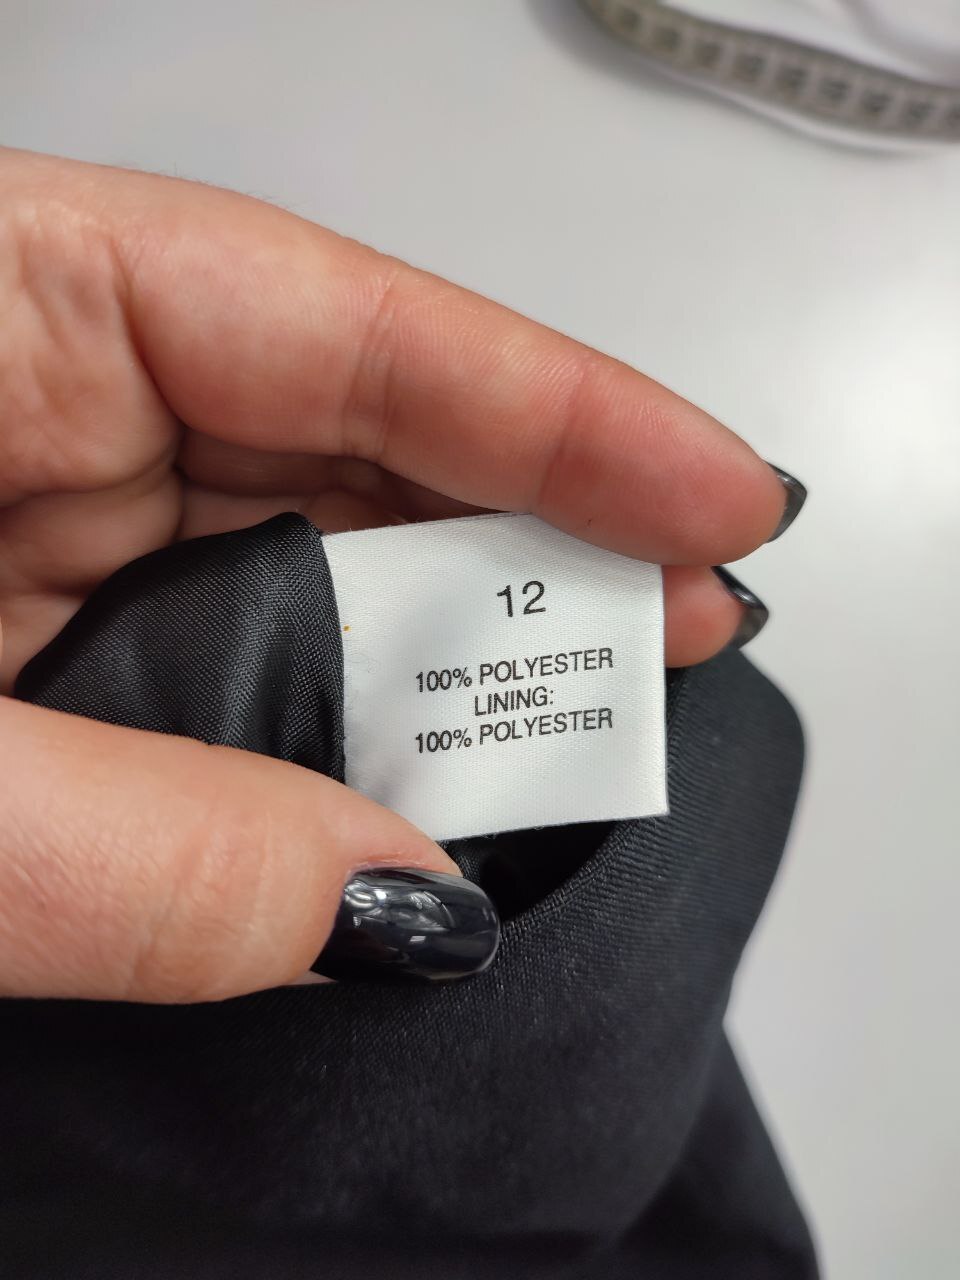 12
100% POLYESTER
LINING:
100% POLYESTER